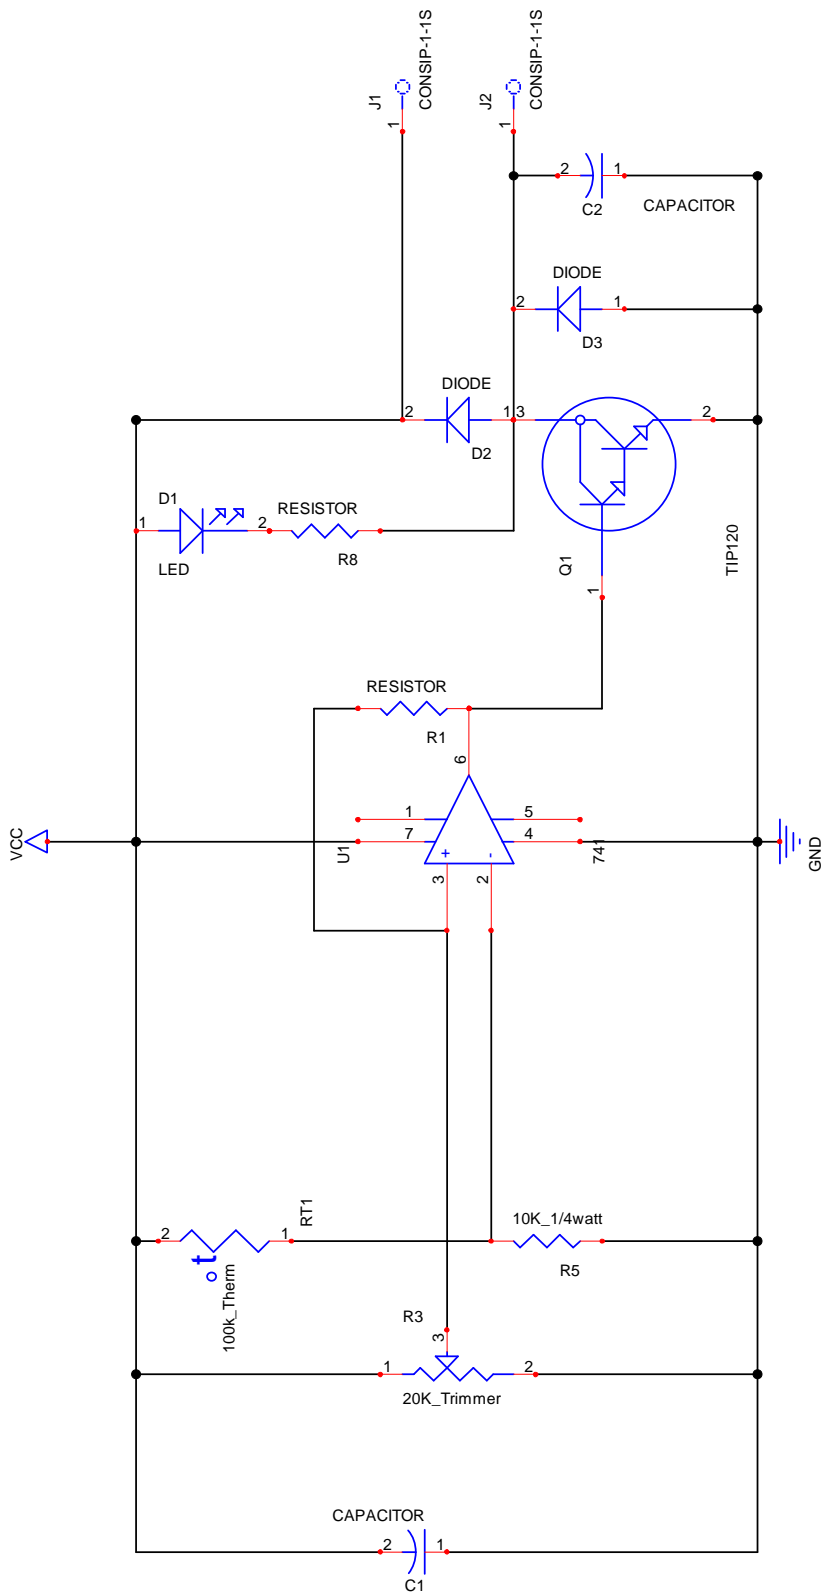 J1
CONSIP-1-1S
1
J2
CONSIP-1-1S
1
2
1
C2
CAPACITOR
DIODE
2
1
D3
DIODE
2
1
D2
3
2
Q1
1
TIP120
D1
1
2
LED
RESISTOR
R8
RESISTOR
R1
6
1
5
7
4
U1
741
+
-
3
2
VCC
GND
2
1
RT1
t
100k_Therm
10K_1/4watt
R5
R3
3
1
2
20K_Trimmer
CAPACITOR
2
1
C1